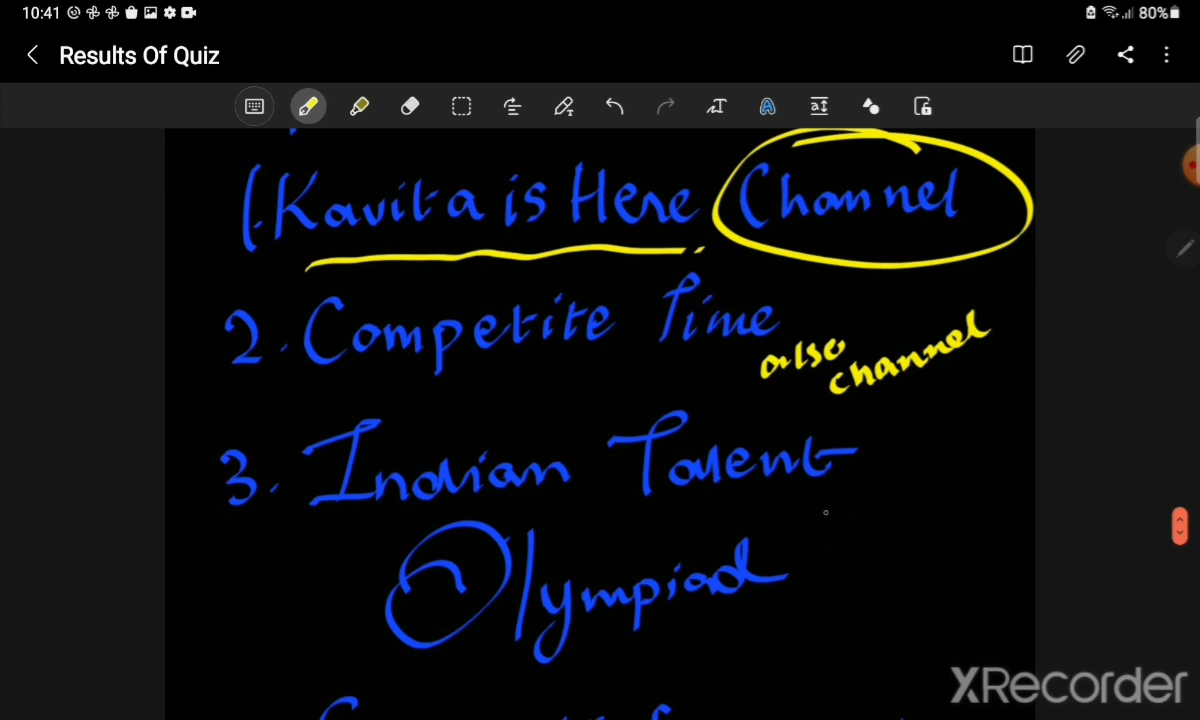 10:41
80%
Results Of Quiz
1. Kavita is Here Channel
2. Competite Time
also
channel
3. Indian Talent
Olympiad
XRecorder